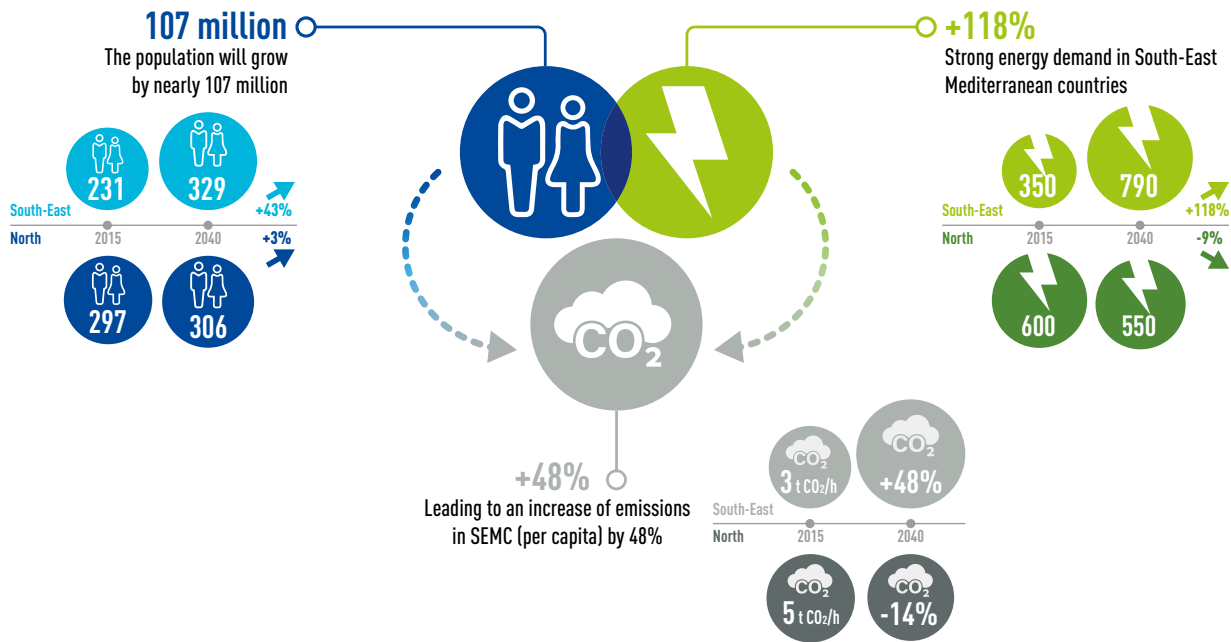 107 million
The population will grow
by nearly 107 million
231
329
South-East
+43%
2015
2040
North
+3%
297
306
+118%
Strong energy demand in South-East
Mediterranean countries
350
790
South-East
+118%
2015
2040
North
-9%
600
550
CO₂
+48%
Leading to an increase of emissions
in SEMC (per capita) by 48%
CO₂
3 t CO₂/h
CO₂
+48%
South-East
North
2015
2040
CO₂
5 t CO₂/h
CO₂
-14%